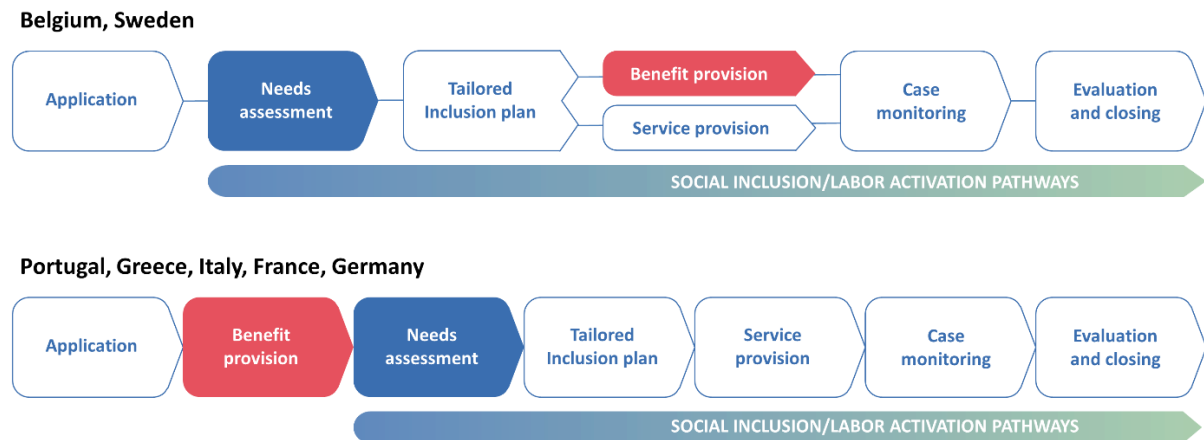 Belgium, Sweden
Application
Needs
assessment
Tailored
Inclusion plan
Benefit provision
Service provision
Case
monitoring
Evaluation
and closing
SOCIAL INCLUSION/LABOR ACTIVATION PATHWAYS
Portugal, Greece, Italy, France, Germany
Application
Benefit
provision
Needs
assessment
Tailored
Inclusion plan
Service
provision
Case
monitoring
Evaluation
and closing
SOCIAL INCLUSION/LABOR ACTIVATION PATHWAYS